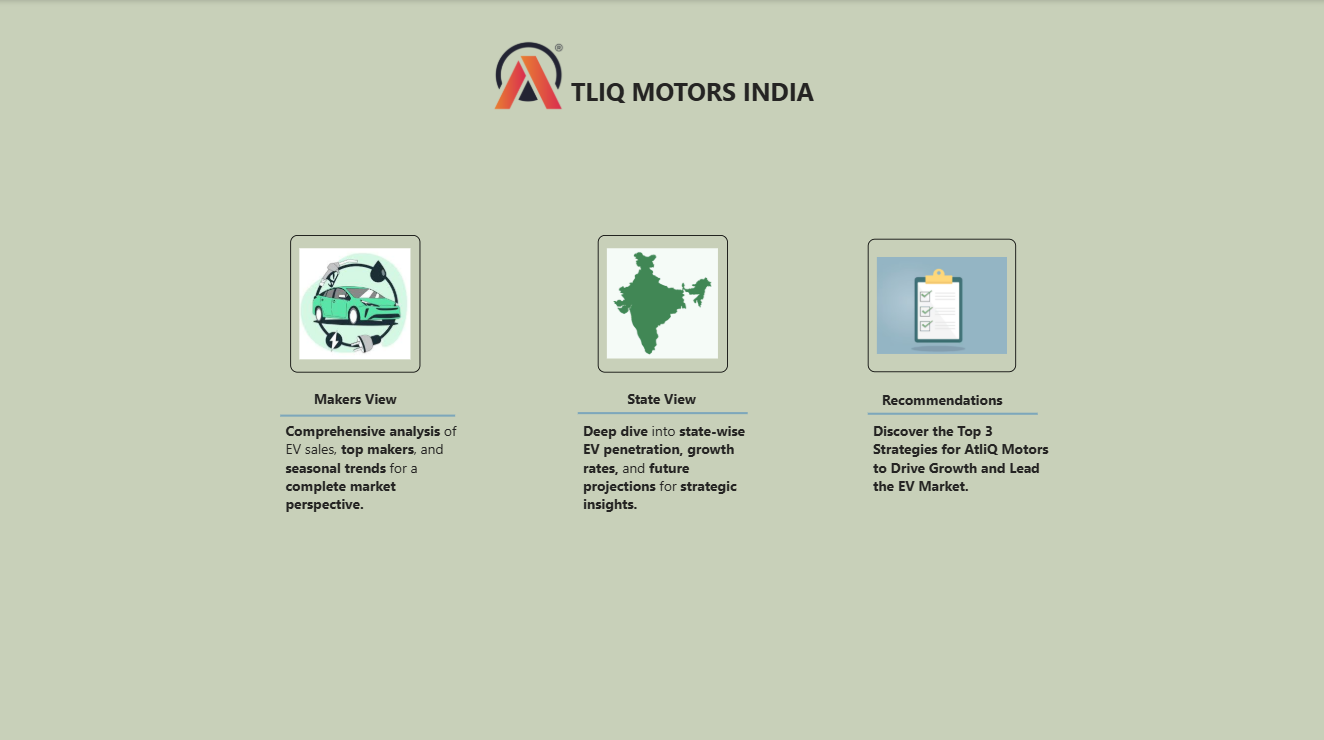 ®
TLIQ MOTORS INDIA
Makers View
Comprehensive analysis of
EV sales, top makers, and
seasonal trends for a
complete market
perspective.
State View
Deep dive into state-wise
EV penetration, growth
rates, and future
projections for strategic
insights.
Recommendations
Discover the Top 3
Strategies for AtliQ Motors
to Drive Growth and Lead
the EV Market.